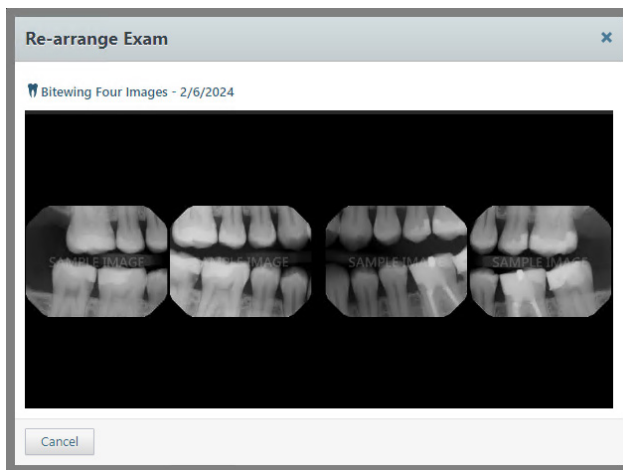 Re-arrange Exam
×
Bitewing Four Images - 2/6/2024
SAMPLE IMAGE SAMPLE IMAGE SAMPLE IMAGE SAMPLE IMAGE
Cancel